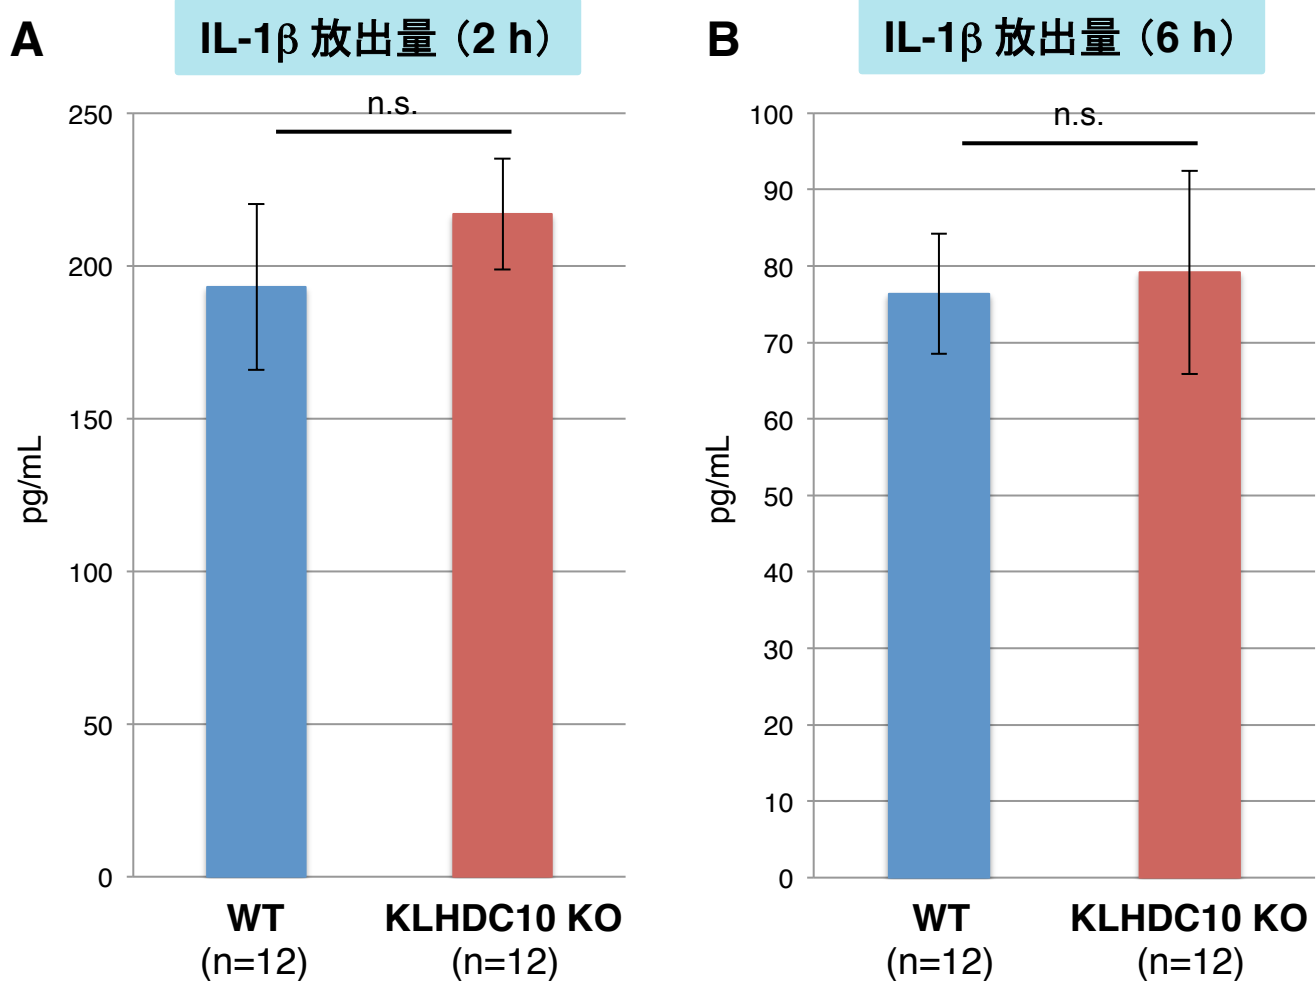 A
IL-1β 放出量（2 h）
n.s.
250
200
150
100
50
0
pg/mL
WT
(n=12)
KLHDC10 KO
(n=12)
B
IL-1β 放出量（6 h）
n.s.
100
90
80
70
60
50
40
30
20
10
0
pg/mL
WT
(n=12)
KLHDC10 KO
(n=12)